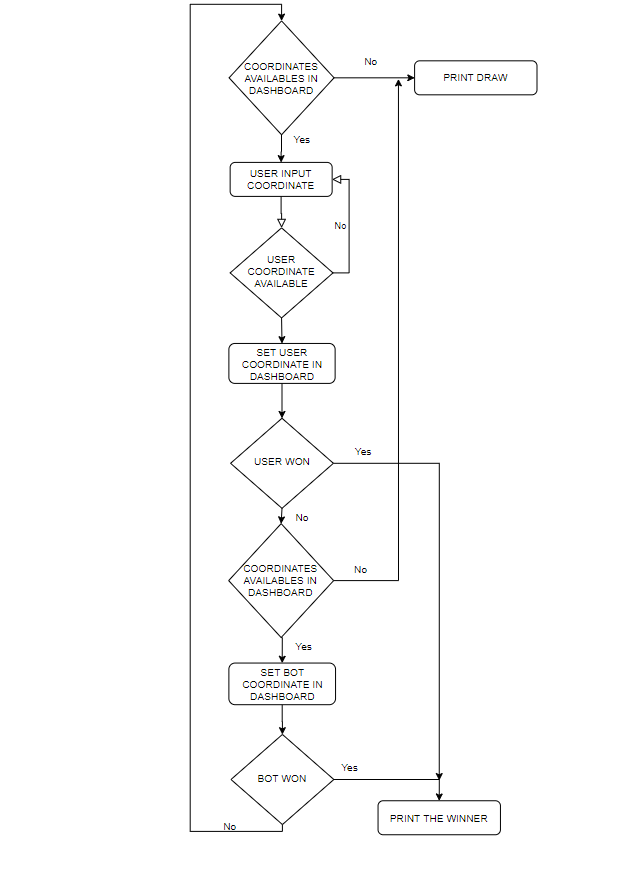 COORDINATES
AVAILABLES IN
DASHBOARD
No
PRINT DRAW
Yes
USER INPUT
COORDINATE
No
USER
COORDINATE
AVAILABLE
SET USER
COORDINATE IN
DASHBOARD
USER WON
Yes
No
COORDINATES
AVAILABLES IN
DASHBOARD
No
Yes
SET BOT
COORDINATE IN
DASHBOARD
BOT WON
Yes
PRINT THE WINNER
No